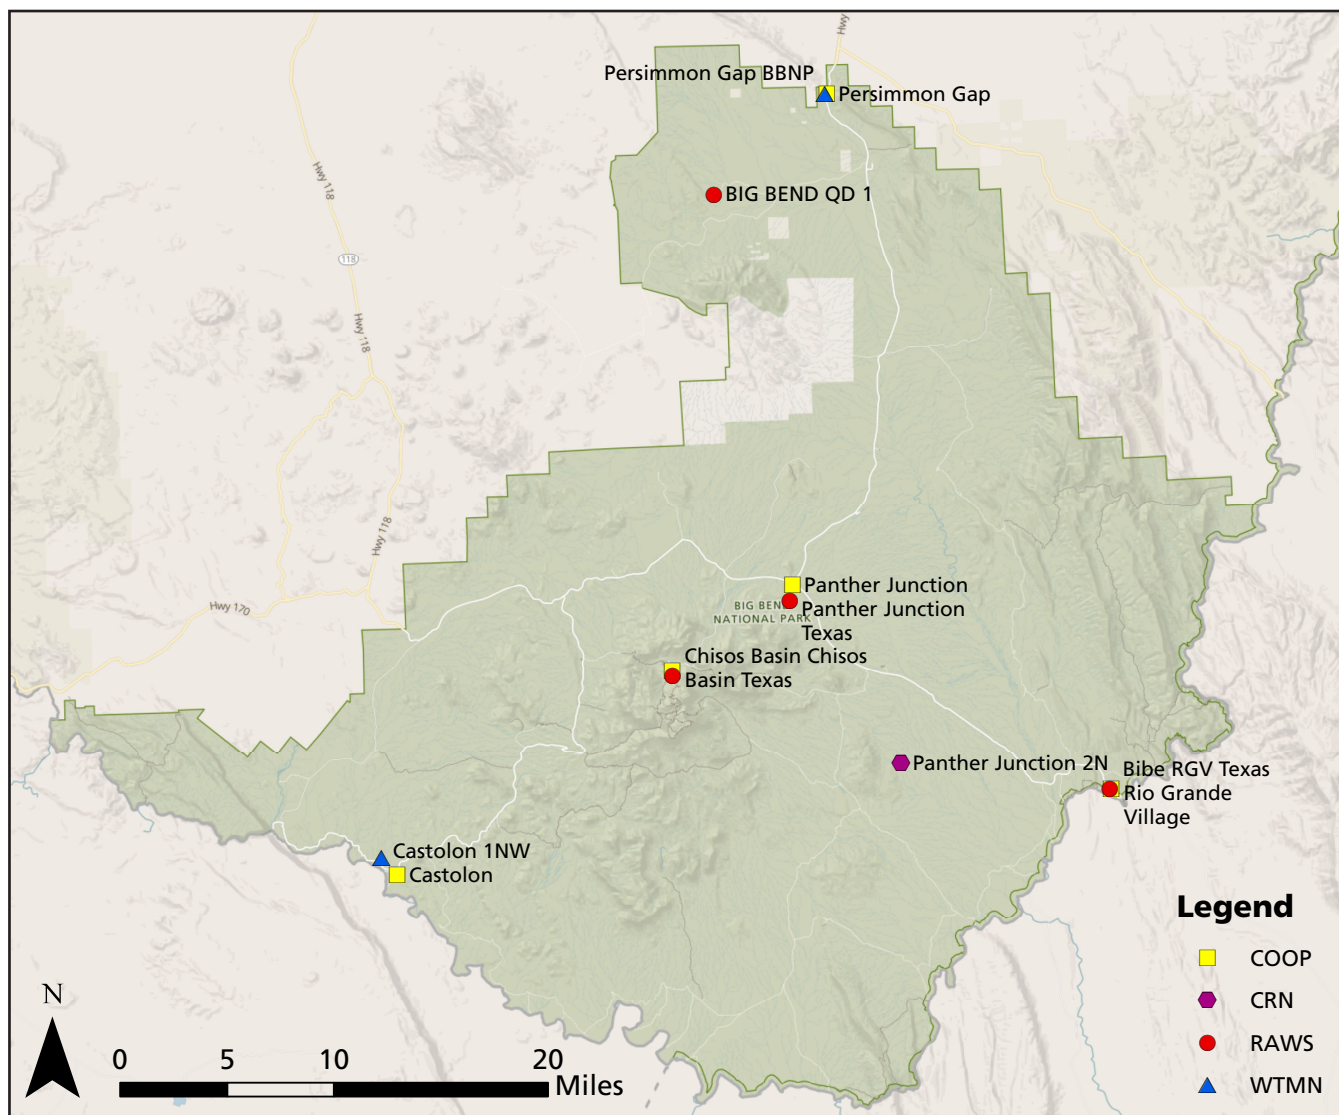 Hwy
Persimmon Gap BBNP
Persimmon Gap
Hwy 118
BIG BEND QD 1
118
Hwy 118
Hwy 118
Panther Junction
BIG BEND
NATIONAL PARK
Panther Junction
Texas
Hwy 170
Chisos Basin Chisos
Basin Texas
Panther Junction 2N
Bibe RGV Texas
Rio Grande
Village
Castolon 1NW
Castolon
Legend
COOP
CRN
RAWS
WTMN
N
0 5 10 20
Miles